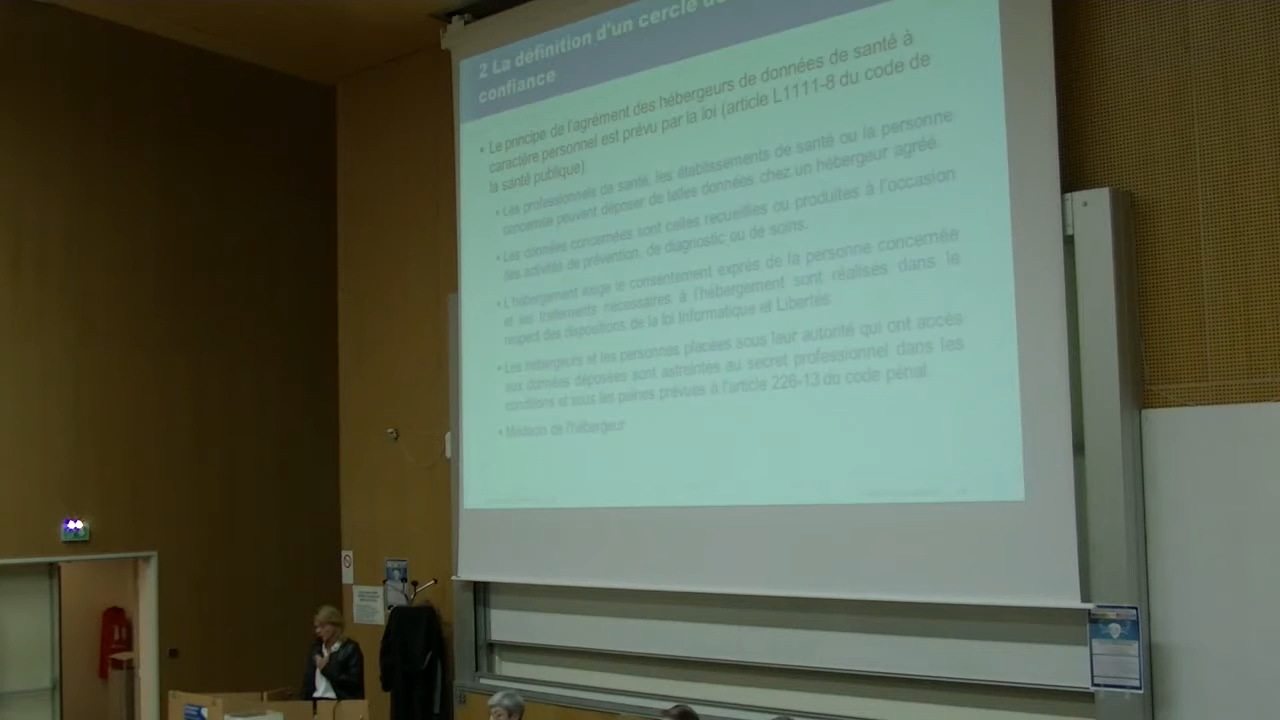 2 La définition d'un cercle de
confiance
• Le principe de l'agrément des hébergeurs de données de santé à
caractère personnel est prévu par la loi (article L1111-8 du code de
la santé publique)
• Les professionnels de santé, les établissements de santé ou la personne
concernée peuvent déposer de telles données chez un hébergeur agréé.
• Les données concernées sont celles recueillies ou produites à l'occasion
des activités de prévention, de diagnostic ou de soins.
• L'hébergement exige le consentement exprès de la personne concernée
et les traitements nécessaires à l'hébergement sont réalisés dans le
respect des dispositions de la loi Informatique et Libertés
• Les hébergeurs et les personnes placées sous leur autorité qui ont accès
aux données déposées sont astreintes au secret professionnel dans les
conditions et sous les peines prévues à l'article 226-13 du code pénal.
• Médecin de l'hébergeur